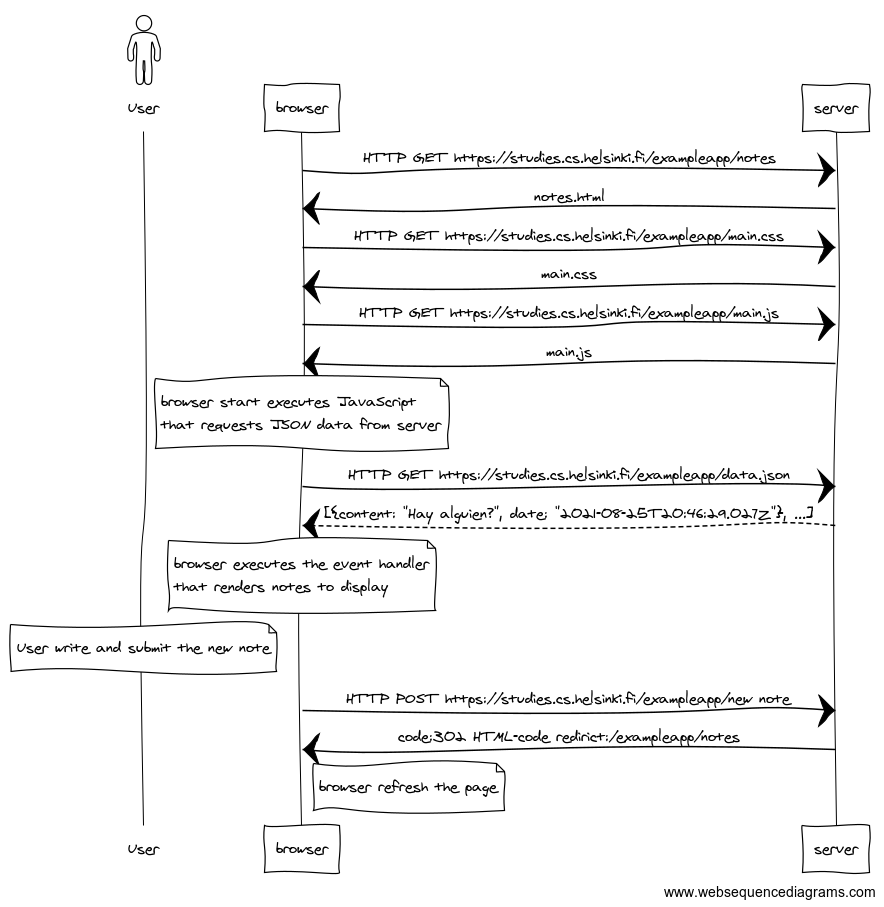 User
browser
server
HTTP GET https://studies.cs.helsinki.fi/exampleapp/notes
notes.html
HTTP GET https://studies.cs.helsinki.fi/exampleapp/main.css
main.css
HTTP GET https://studies.cs.helsinki.fi/exampleapp/main.js
main.js
browser start executes JavaScript
that requests JSON data from server
HTTP GET https://studies.cs.helsinki.fi/exampleapp/data.json
[{content: "Hay alguien?", date; "2021-08-25T20:46:29.027Z"}, ...]
browser executes the event handler
that renders notes to display
User write and submit the new note
HTTP POST https://studies.cs.helsinki.fi/exampleapp/new note
code:302 HTML-code redirict:/exampleapp/notes
browser refresh the page
User
browser
server
www.websequencediagrams.com